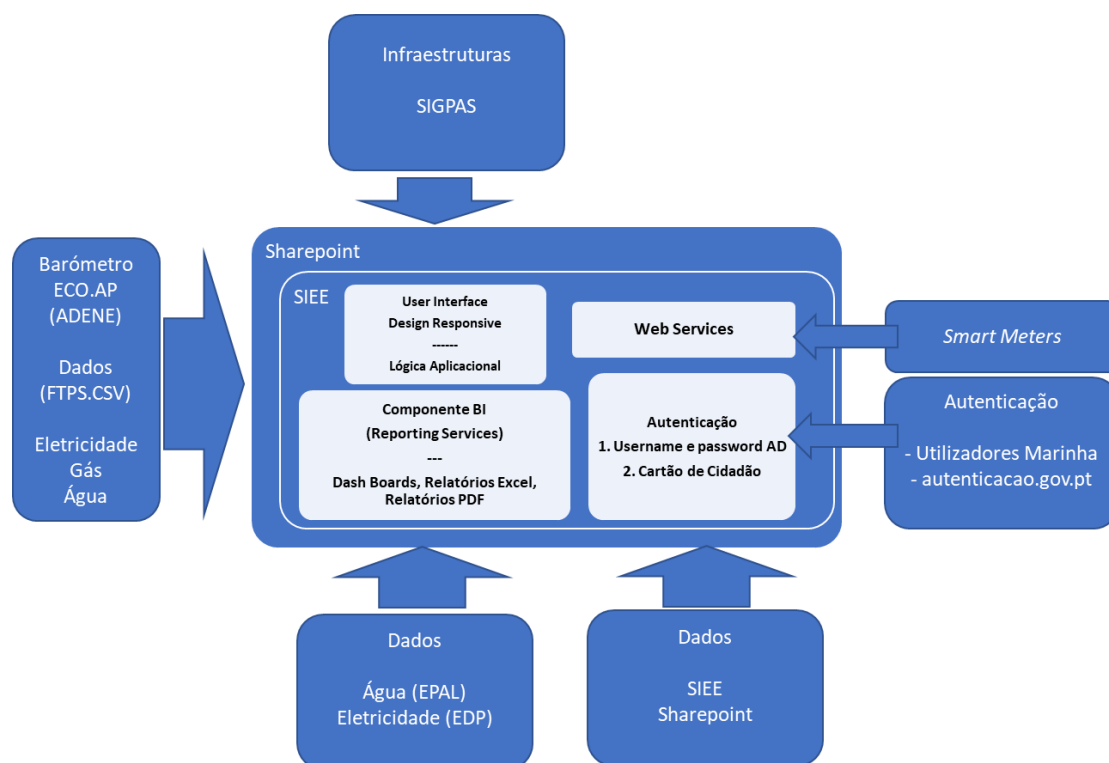 Infraestruturas
SIGPAS
Barómetro
ECO.AP
(ADENE)
Dados
(FTPS.CSV)
Eletricidade
Gás
Água
Sharepoint
SIEE
User Interface
Design Responsive
------
Lógica Aplicacional
Web Services
Componente BI
(Reporting Services)
---
Dash Boards, Relatórios Excel,
Relatórios PDF
Autenticação
1. Username e password AD
2. Cartão de Cidadão
Smart Meters
Autenticação
- Utilizadores Marinha
- autenticacao.gov.pt
Dados
Água (EPAL)
Eletricidade (EDP)
Dados
SIEE
Sharepoint